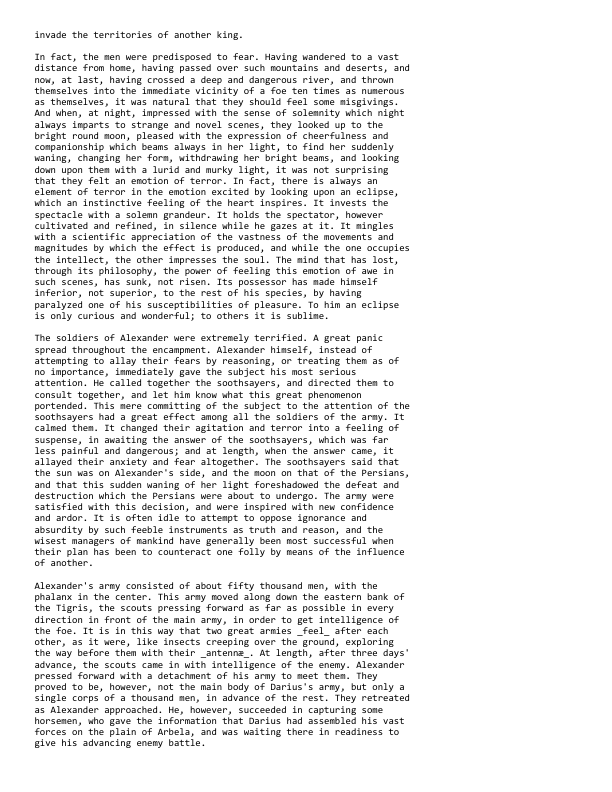 invade the territories of another king.
In fact, the men were predisposed to fear. Having wandered to a vast
distance from home, having passed over such mountains and deserts, and
now, at last, having crossed a deep and dangerous river, and thrown
themselves into the immediate vicinity of a foe ten times as numerous
as themselves, it was natural that they should feel some misgivings.
And when, at night, impressed with the sense of solemnity which night
always imparts to strange and novel scenes, they looked up to the
bright round moon, pleased with the expression of cheerfulness and
companionship which beams always in her light, to find her suddenly
waning, changing her form, withdrawing her bright beams, and looking
down upon them with a lurid and murky light, it was not surprising
that they felt an emotion of terror. In fact, there is always an
element of terror in the emotion excited by looking upon an eclipse,
which an instinctive feeling of the heart inspires. It invests the
spectacle with a solemn grandeur. It holds the spectator, however
cultivated and refined, in silence while he gazes at it. It mingles
with a scientific appreciation of the vastness of the movements and
magnitudes by which the effect is produced, and while the one occupies
the intellect, the other impresses the soul. The mind that has lost,
through its philosophy, the power of feeling this emotion of awe in
such scenes, has sunk, not risen. Its possessor has made himself
inferior, not superior, to the rest of his species, by having
paralyzed one of his susceptibilities of pleasure. To him an eclipse
is only curious and wonderful; to others it is sublime.
The soldiers of Alexander were extremely terrified. A great panic
spread throughout the encampment. Alexander himself, instead of
attempting to allay their fears by reasoning, or treating them as of
no importance, immediately gave the subject his most serious
attention. He called together the soothsayers, and directed them to
consult together, and let him know what this great phenomenon
portended. This mere committing of the subject to the attention of the
soothsayers had a great effect among all the soldiers of the army. It
calmed them. It changed their agitation and terror into a feeling of
suspense, in awaiting the answer of the soothsayers, which was far
less painful and dangerous; and at length, when the answer came, it
allayed their anxiety and fear altogether. The soothsayers said that
the sun was on Alexander's side, and the moon on that of the Persians,
and that this sudden waning of her light foreshadowed the defeat and
destruction which the Persians were about to undergo. The army were
satisfied with this decision, and were inspired with new confidence
and ardor. It is often idle to attempt to oppose ignorance and
absurdity by such feeble instruments as truth and reason, and the
wisest managers of mankind have generally been most successful when
their plan has been to counteract one folly by means of the influence
of another.
Alexander's army consisted of about fifty thousand men, with the
phalanx in the center. This army moved along down the eastern bank of
the Tigris, the scouts pressing forward as far as possible in every
direction in front of the main army, in order to get intelligence of
the foe. It is in this way that two great armies _feel_ after each
other, as it were, like insects creeping over the ground, exploring
the way before them with their _antennæ_. At length, after three days'
advance, the scouts came in with intelligence of the enemy. Alexander
pressed forward with a detachment of his army to meet them. They
proved to be, however, not the main body of Darius's army, but only a
single corps of a thousand men, in advance of the rest. They retreated
as Alexander approached. He, however, succeeded in capturing some
horsemen, who gave the information that Darius had assembled his vast
forces on the plain of Arbela, and was waiting there in readiness to
give his advancing enemy battle.